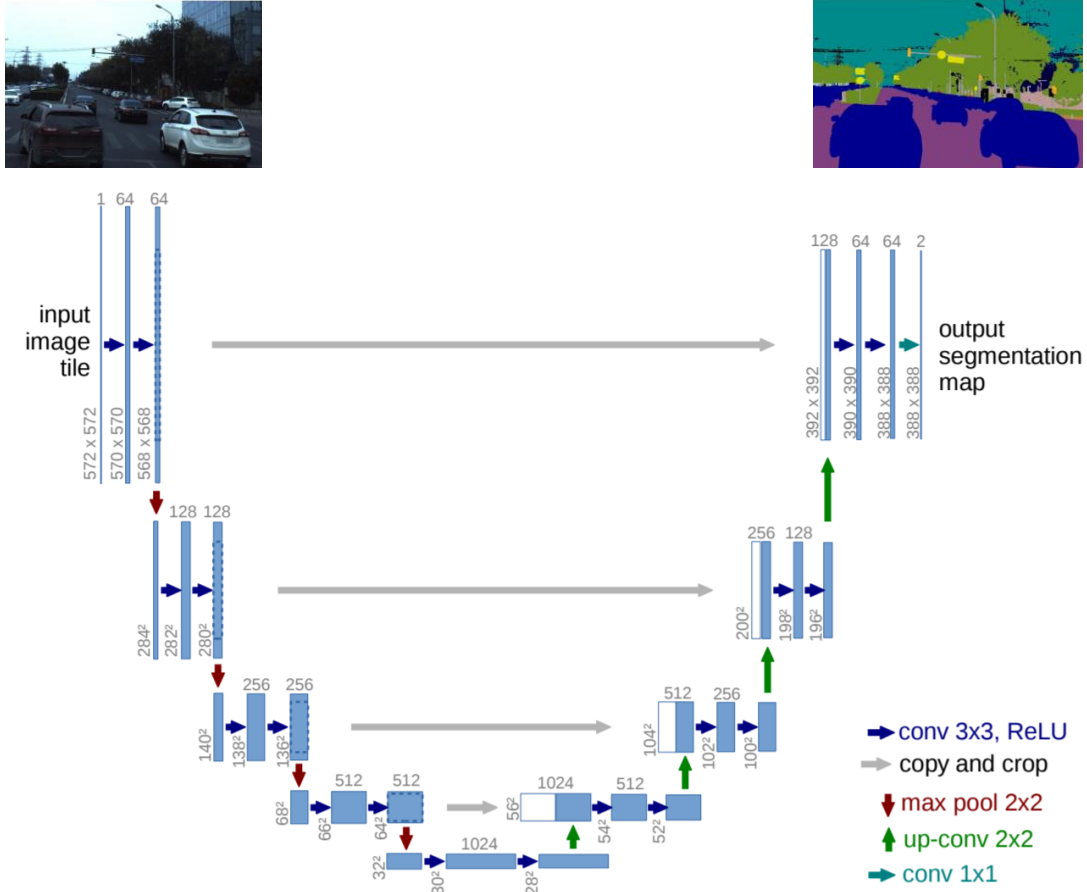 1 64 64
128 64 64 2
input
image
tile
output
segmentation
map
572 x 572
570 x 570
568 x 568
392 x 392
390 x 390
388 x 388
388 x 388
128 128
256 128
284²
282²
280²
200²
198²
196²
256 256
512 256
140²
138²
136²
104²
102²
100²
512 512
1024 512
68²
66²
64²
56²
54²
52²
1024
32²
30²
28²
conv 3x3, ReLU
copy and crop
max pool 2x2
up-conv 2x2
conv 1x1